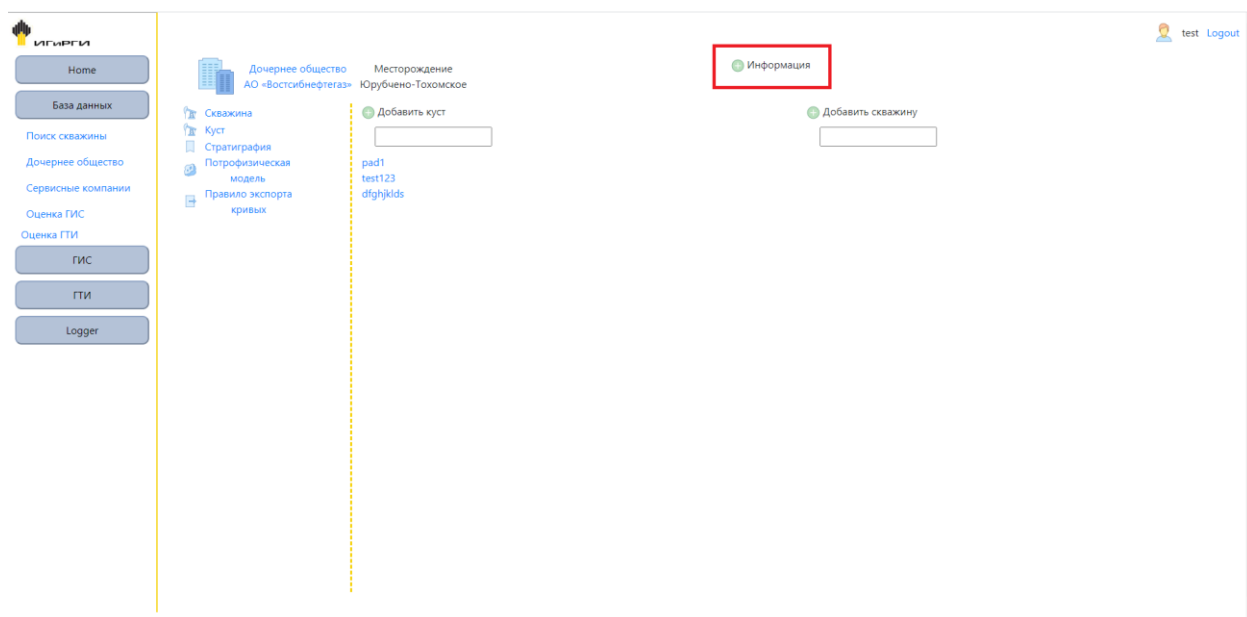 ИГиРГИ
test Logout
Home
База данных
Поиск скважины
Дочернее общество
Сервисные компании
Оценка ГИС
Оценка ГТИ
ГИС
ГТИ
Logger
Дочернее общество Месторождение
АО «Востсибнефтегаз» Юрубчено-Тохомское
Информация
Скважина
Куст
Стратиграфия
Потрофизическая
модель
Правило экспорта
кривых
Добавить куст
pad1
test123
dfghjklds
Добавить скважину